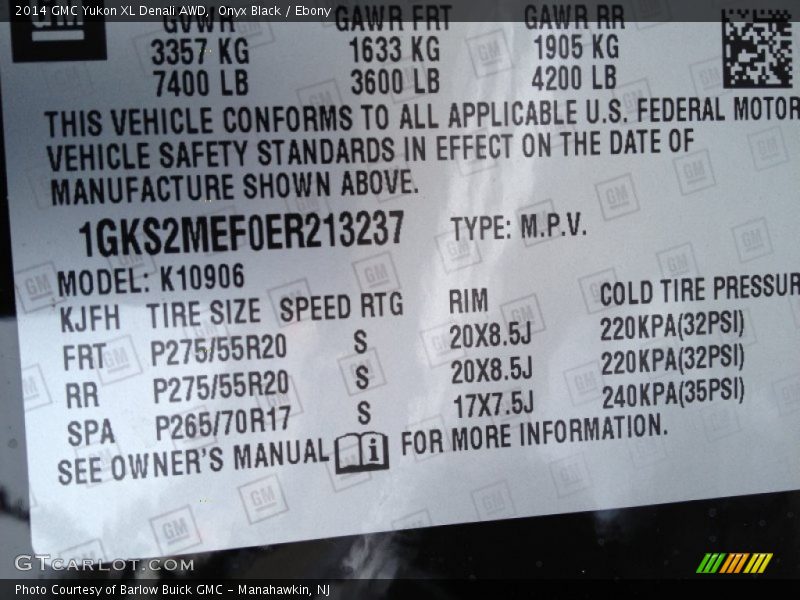 2014 GMC Yukon XL Denali AWD, Onyx Black / Ebony
GM
GVWR GAWR FRT GAWR RR
3357 KG 1633 KG 1905 KG
7400 LB 3600 LB 4200 LB
THIS VEHICLE CONFORMS TO ALL APPLICABLE U.S. FEDERAL MOTOR
VEHICLE SAFETY STANDARDS IN EFFECT ON THE DATE OF
MANUFACTURE SHOWN ABOVE.
1GKS2MEF0ER213237 TYPE: M.P.V.
MODEL: K10906
KJFH TIRE SIZE SPEED RTG RIM COLD TIRE PRESSUR
FRT P275/55R20 S 20X8.5J 220KPA(32PSI)
RR P275/55R20 S 20X8.5J 220KPA(32PSI)
SPA P265/70R17 S 17X7.5J 240KPA(35PSI)
SEE OWNER'S MANUAL i FOR MORE INFORMATION.
GTcarlot.com
Photo Courtesy of Barlow Buick GMC - Manahawkin, NJ